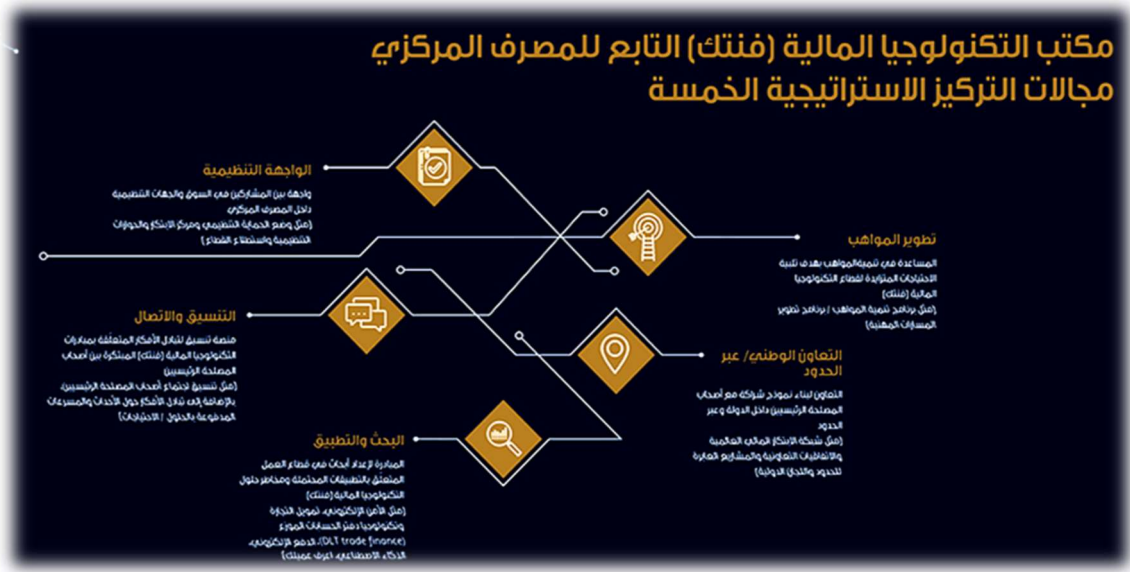 مكتب التكنولوجيا المالية (فنتك) التابع للمصرف المركزي
مجالات التركيز الاستراتيجية الخمسة
الواجهة التنظيمية
واجهة بين المشاركين في السوق والجهات التنظيمية
داخل المصرف المركزي
(مثل وضع الحماية التنظيمي ومركز الابتكار والحوارات
التنظيمية واستطلاع القطاع)
تطوير المواهب
المساعدة في تنمية المواهب بهدف تلبية
الاحتياجات المتزايدة لقطاع التكنولوجيا
المالية (فنتك)
(مثل برنامج تنمية المواهب / برنامج تطوير
المسارات المهنية)
التنسيق والاتصال
منصة تنسيق لتبادل الأفكار المتعلقة بمبادرات
التكنولوجيا المالية (فنتك) المبتكرة بين أصحاب
المصلحة الرئيسيين
(مثل تنسيق اجتماع أصحاب المصلحة الرئيسيين،
بالإضافة إلى تبادل الأفكار حول الأحداث والمسرعات
المدفوعة بالحلول / الاحتياجات)
التعاون الوطني/ عبر
الحدود
التعاون لبناء نموذج شراكة مع أصحاب
المصلحة الرئيسيين داخل الدولة وعبر
الحدود
(مثل شبكة الابتكار المالي العالمية
والاتفاقيات التعاونية والمشاريع العابرة
للحدود واللجان الدولية)
البحث والتطبيق
المبادرة لإعداد أبحاث في قطاع العمل
المتعلق بالتطبيقات المحتملة ومخاطر حلول
التكنولوجيا المالية (فنتك)
(مثل الأمن الإلكتروني، تمويل التجارة
وتكنولوجيا دفتر الحسابات الموزع
(DLT trade finance)، الدفع الإلكتروني،
الذكاء الاصطناعي، اعرف عميلك)